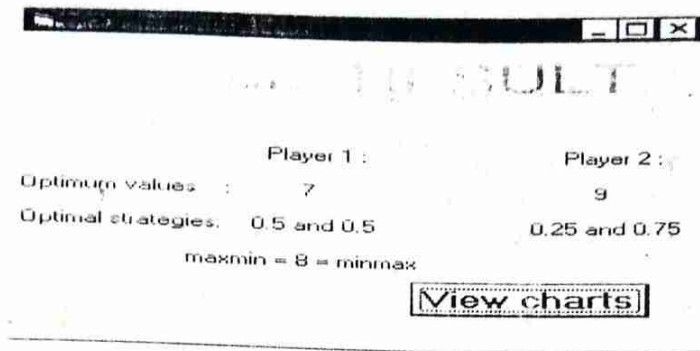 Player 1 : Player 2 :
Optimum values : 7 9
Optimal strategies: 0.5 and 0.5 0.25 and 0.75
maxmin = 8 = minmax
View charts